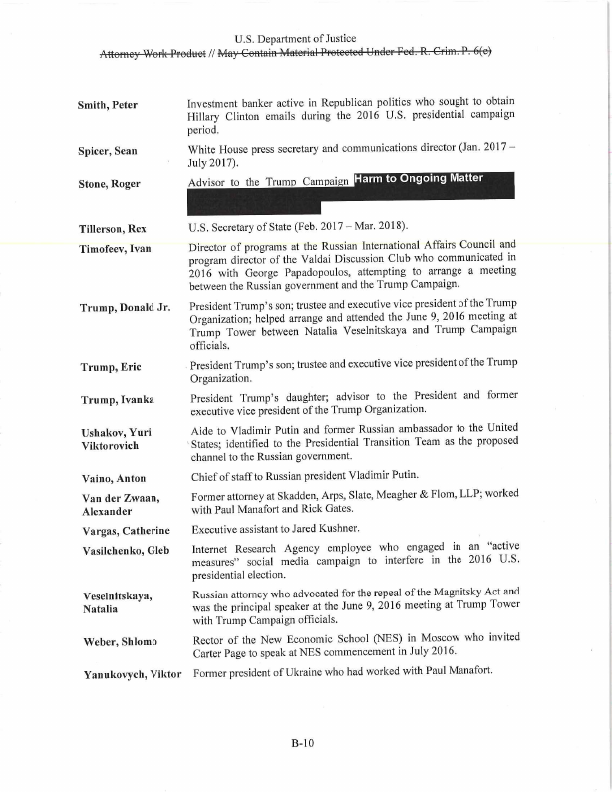 U.S. Department of Justice
Attorney Work Product // May Contain Material Protected Under Fed. R. Crim. P. 6(e)
Smith, Peter Investment banker active in Republican politics who sought to obtain
Hillary Clinton emails during the 2016 U.S. presidential campaign
period.
Spicer, Sean White House press secretary and communications director (Jan. 2017 –
July 2017).
Stone, Roger Advisor to the Trump Campaign Harm to Ongoing Matter
Tillerson, Rex U.S. Secretary of State (Feb. 2017 – Mar. 2018).
Timofeev, Ivan Director of programs at the Russian International Affairs Council and
program director of the Valdai Discussion Club who communicated in
2016 with George Papadopoulos, attempting to arrange a meeting
between the Russian government and the Trump Campaign.
Trump, Donald Jr. President Trump's son; trustee and executive vice president of the Trump
Organization; helped arrange and attended the June 9, 2016 meeting at
Trump Tower between Natalia Veselnitskaya and Trump Campaign
officials.
Trump, Eric President Trump's son; trustee and executive vice president of the Trump
Organization.
Trump, Ivanka President Trump's daughter; advisor to the President and former
executive vice president of the Trump Organization.
Ushakov, Yuri Aide to Vladimir Putin and former Russian ambassador to the United
Viktorovich States; identified to the Presidential Transition Team as the proposed
channel to the Russian government.
Vaino, Anton Chief of staff to Russian president Vladimir Putin.
Van der Zwaan, Former attorney at Skadden, Arps, Slate, Meagher & Flom, LLP; worked
Alexander with Paul Manafort and Rick Gates.
Vargas, Catherine Executive assistant to Jared Kushner.
Vasilchenko, Gleb Internet Research Agency employee who engaged in an "active
measures" social media campaign to interfere in the 2016 U.S.
presidential election.
Veselnitskaya, Russian attorney who advocated for the repeal of the Magnitsky Act and
Natalia was the principal speaker at the June 9, 2016 meeting at Trump Tower
with Trump Campaign officials.
Weber, Shlomo Rector of the New Economic School (NES) in Moscow who invited
Carter Page to speak at NES commencement in July 2016.
Yanukovych, Viktor Former president of Ukraine who had worked with Paul Manafort.
B-10